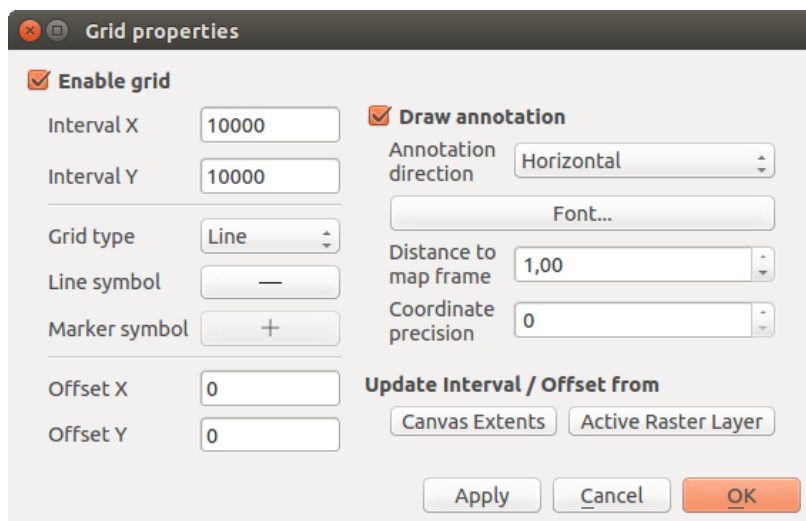 Grid properties
Enable grid
Interval X 10000
Interval Y 10000
Grid type Line
Line symbol
Marker symbol
Offset X 0
Offset Y 0
Draw annotation
Annotation
direction Horizontal
Font...
Distance to
map frame 1,00
Coordinate
precision 0
Update Interval / Offset from
Canvas Extents Active Raster Layer
Apply Cancel OK